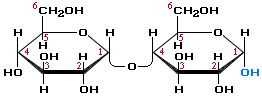 6 CH₂OH 6 CH₂OH
H 5 O H H 5 O H
H H
4 OH H 1 4 OH H 1
HO 3 2 O 3 2 OH
H OH H OH